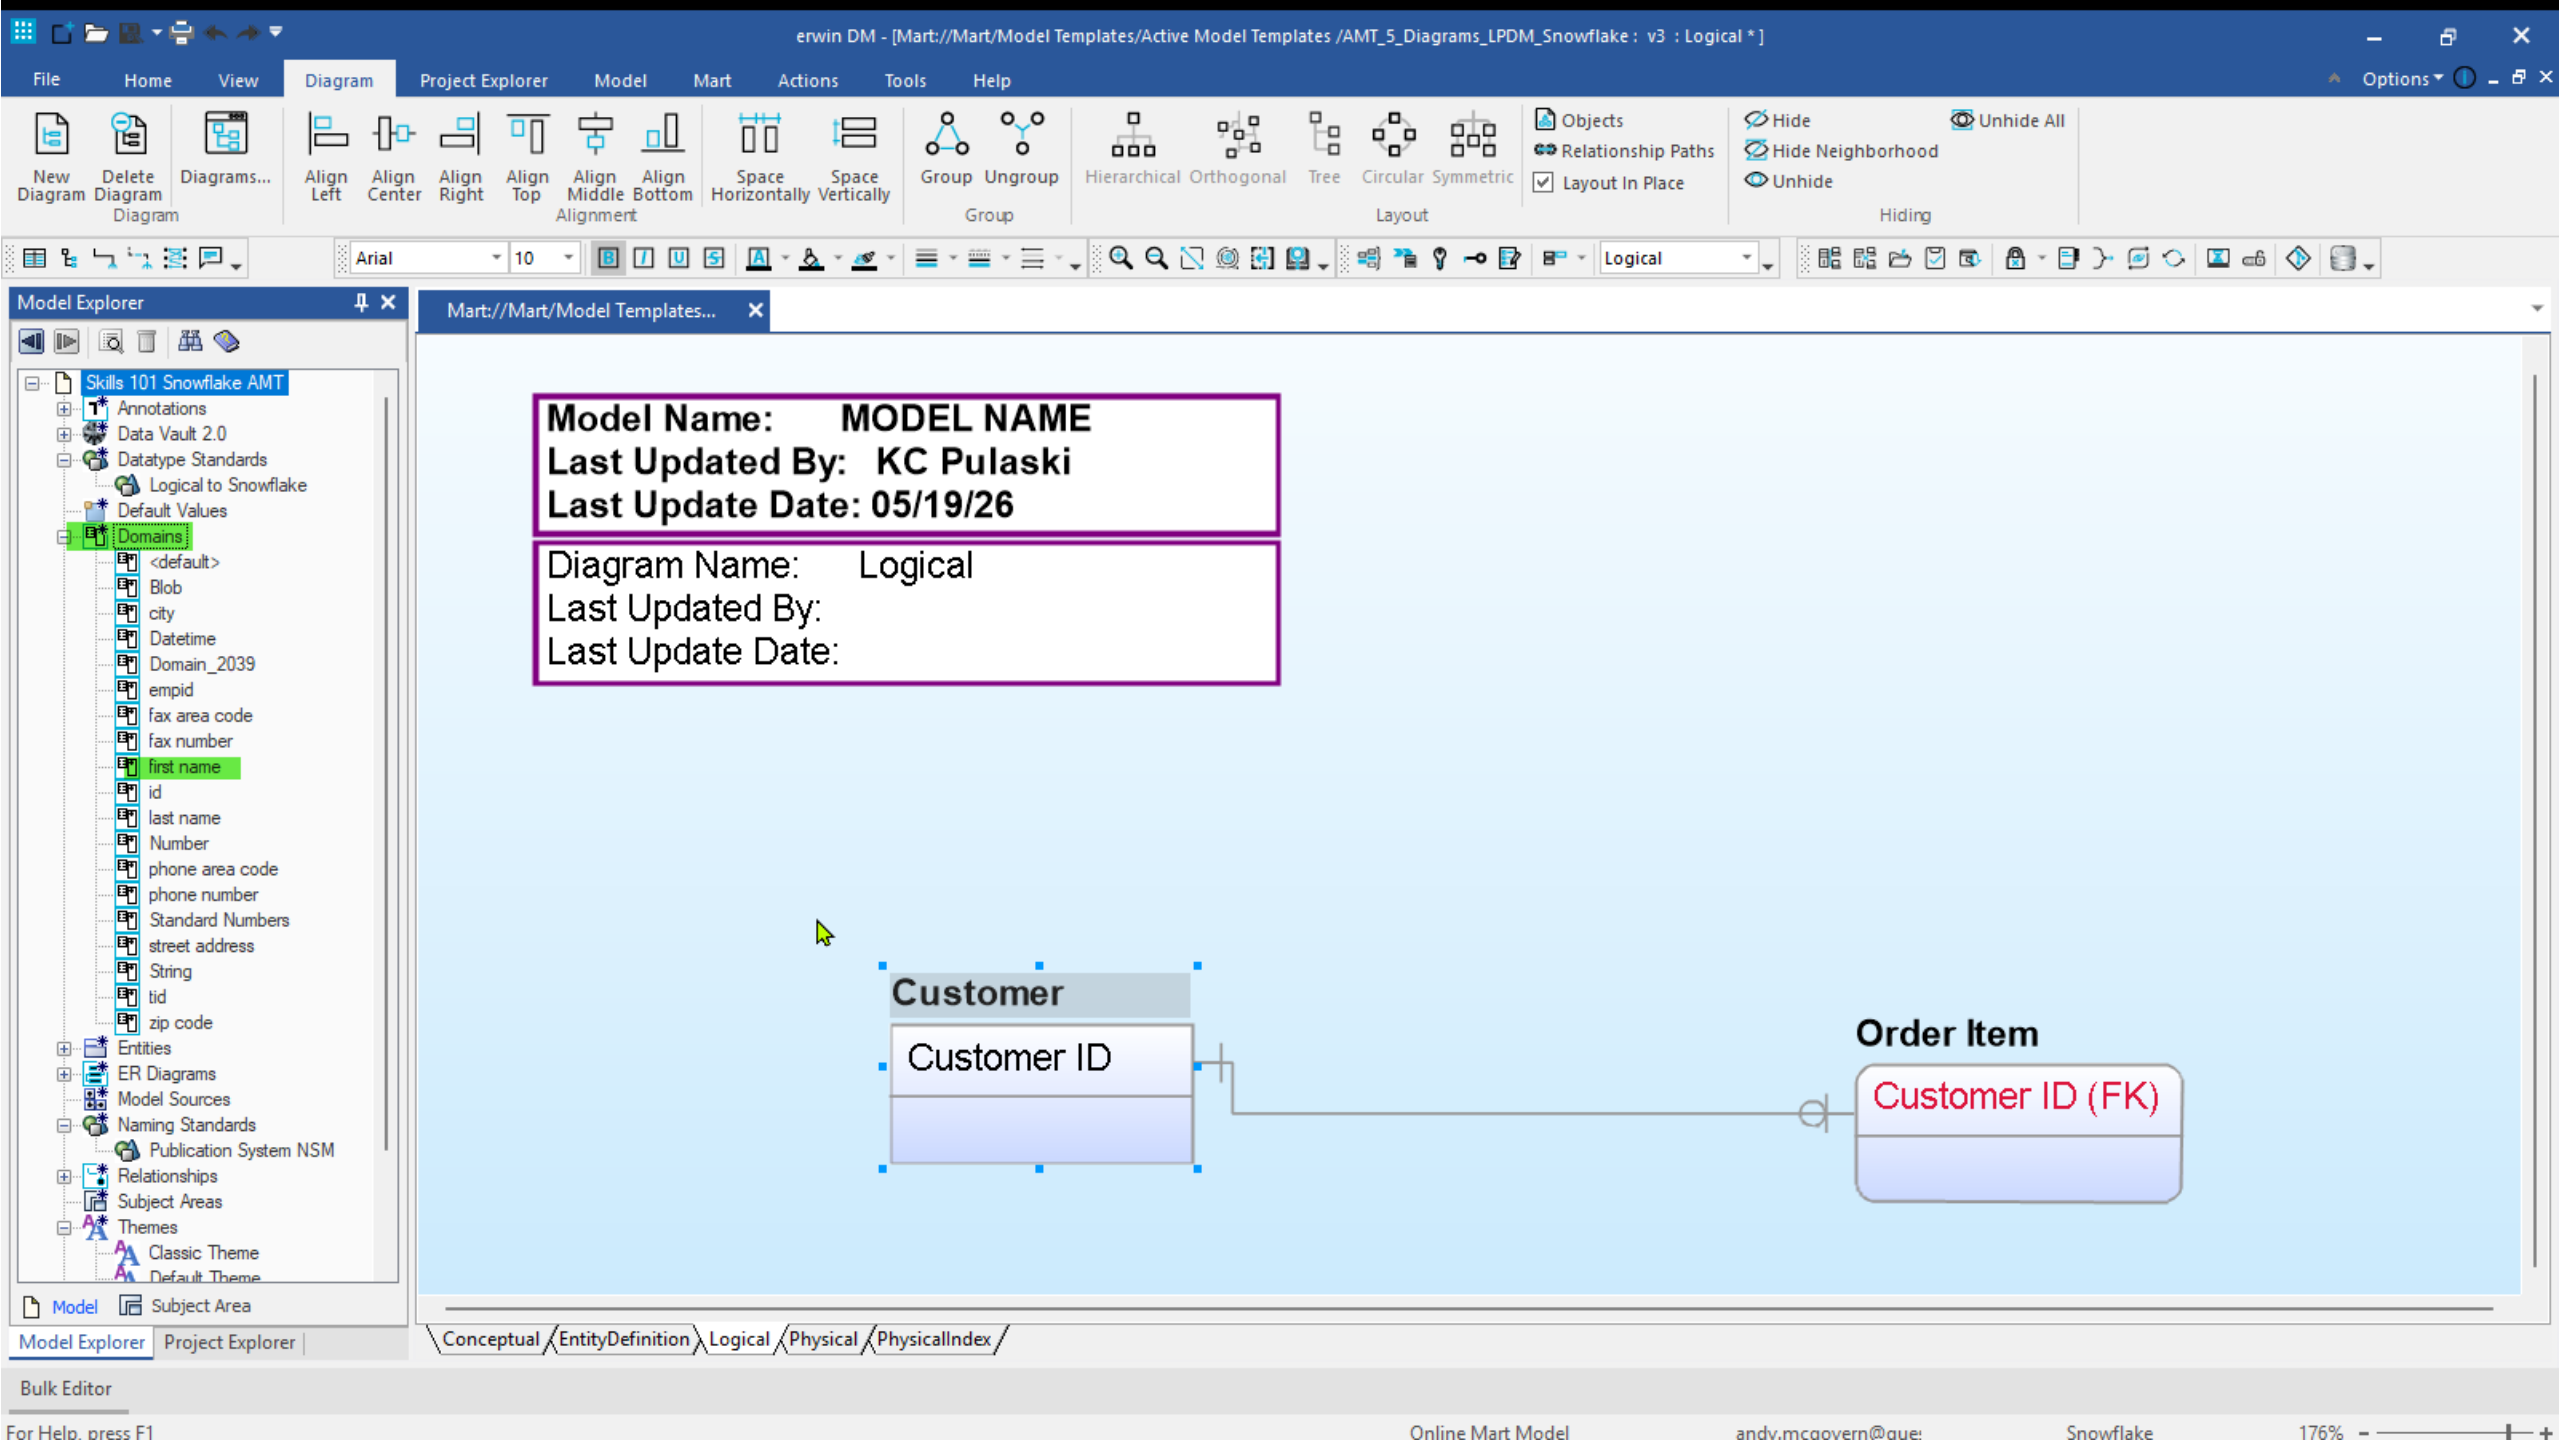 erwin DM - [Mart://Mart/Model Templates/Active Model Templates /AMT_5_Diagrams_LPDM_Snowflake : v3 : Logical * ]
File Home View Diagram Project Explorer Model Mart Actions Tools Help Options
New Diagram
Delete Diagram
Diagrams...
Diagram
Align Left
Align Center
Align Right
Align Top
Align Middle
Align Bottom
Space Horizontally
Space Vertically
Alignment
Group
Ungroup
Group
Hierarchical
Orthogonal
Tree
Circular
Symmetric
Objects
Relationship Paths
Layout In Place
Layout
Hide
Hide Neighborhood
Unhide
Unhide All
Hiding
Arial 10 Logical
Model Explorer
Mart://Mart/Model Templates...
Skills 101 Snowflake AMT
Annotations
Data Vault 2.0
Datatype Standards
Logical to Snowflake
Default Values
Domains
<default>
Blob
city
Datetime
Domain_2039
empid
fax area code
fax number
first name
id
last name
Number
phone area code
phone number
Standard Numbers
street address
String
tid
zip code
Entities
ER Diagrams
Model Sources
Naming Standards
Publication System NSM
Relationships
Subject Areas
Themes
Classic Theme
Default Theme
Model Subject Area
Model Explorer Project Explorer
Model Name: MODEL NAME
Last Updated By: KC Pulaski
Last Update Date: 05/19/26
Diagram Name: Logical
Last Updated By:
Last Update Date:
Customer
Customer ID
Order Item
Customer ID (FK)
Conceptual EntityDefinition Logical Physical PhysicalIndex
Bulk Editor
For Help, press F1
Online Mart Model
andy.mcgovern@que
Snowflake
176%